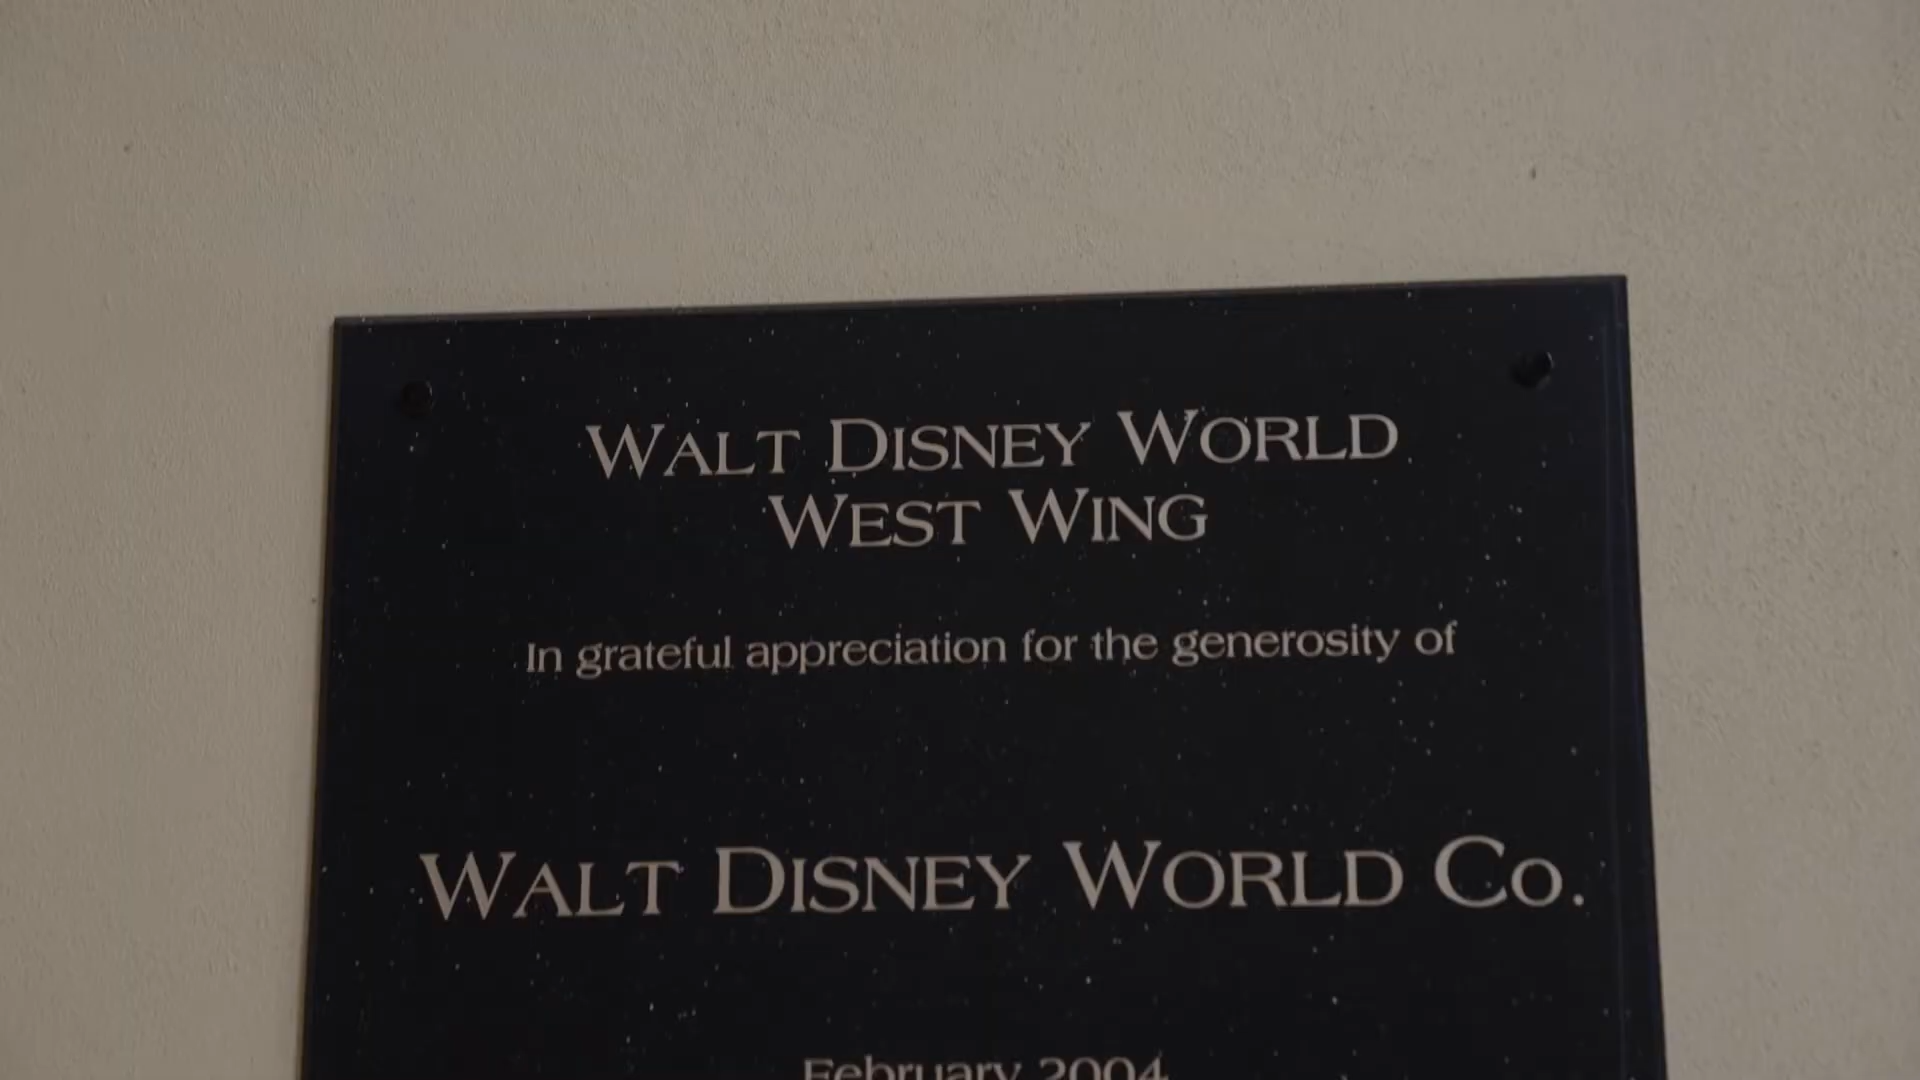 WALT DISNEY WORLD
WEST WING
In grateful appreciation for the generosity of
WALT DISNEY WORLD CO.
February 2004